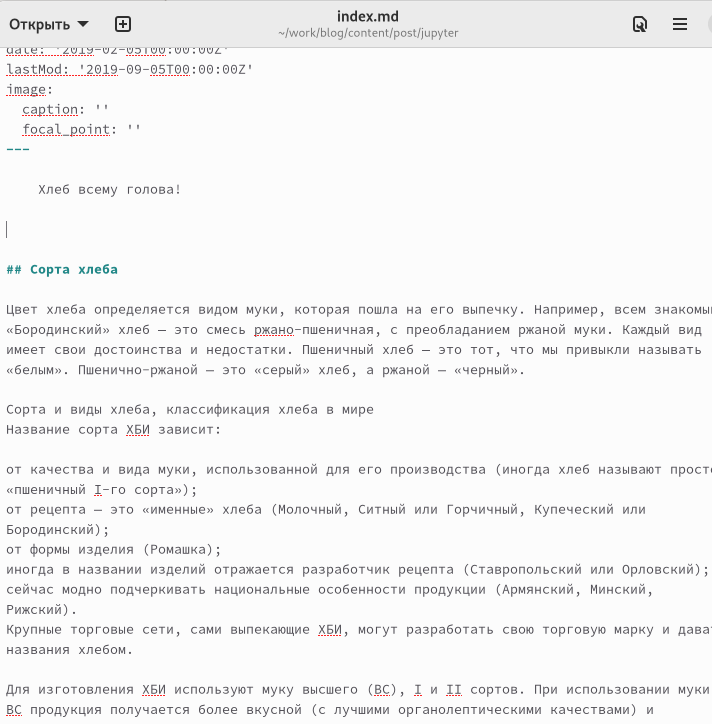 Открыть
index.md
~/work/blog/content/post/jupyter
date: '2019-02-05T00:00:00Z'
lastMod: '2019-09-05T00:00:00Z'
image:
caption: ''
focal_point: ''
---
Хлеб всему голова!
## Сорта хлеба
Цвет хлеба определяется видом муки, которая пошла на его выпечку. Например, всем знакомы
«Бородинский» хлеб — это смесь ржано-пшеничная, с преобладанием ржаной муки. Каждый вид
имеет свои достоинства и недостатки. Пшеничный хлеб — это тот, что мы привыкли называть
«белым». Пшенично-ржаной — это «серый» хлеб, а ржаной — «черный».
Сорта и виды хлеба, классификация хлеба в мире
Название сорта ХБИ зависит:
от качества и вида муки, использованной для его производства (иногда хлеб называют прост
«пшеничный I-го сорта»);
от рецепта — это «именные» хлеба (Молочный, Ситный или Горчичный, Купеческий или
Бородинский);
от формы изделия (Ромашка);
иногда в названии изделий отражается разработчик рецепта (Ставропольский или Орловский);
сейчас модно подчеркивать национальные особенности продукции (Армянский, Минский,
Рижский).
Крупные торговые сети, сами выпекающие ХБИ, могут разработать свою торговую марку и дава
названия хлебом.
Для изготовления ХБИ используют муку высшего (ВС), I и II сортов. При использовании муки
ВС продукция получается более вкусной (с лучшими органолептическими качествами) и